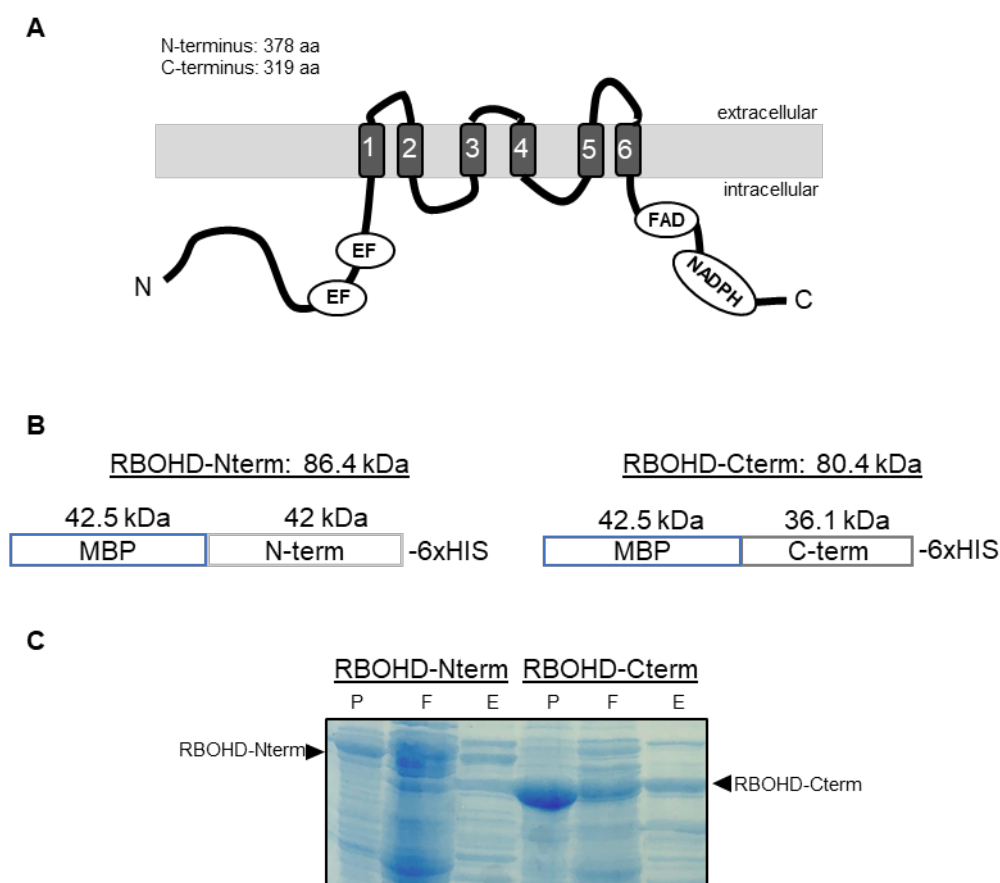 A
N-terminus: 378 aa
C-terminus: 319 aa
extracellular
1 2 3 4 5 6
intracellular
FAD
EF
NADPH
N
EF
C
B
RBOHD-Nterm: 86.4 kDa
RBOHD-Cterm: 80.4 kDa
42.5 kDa 42 kDa
42.5 kDa 36.1 kDa
MBP N-term -6xHIS
MBP C-term -6xHIS
C
RBOHD-Nterm RBOHD-Cterm
P F E P F E
RBOHD-Nterm
RBOHD-Cterm